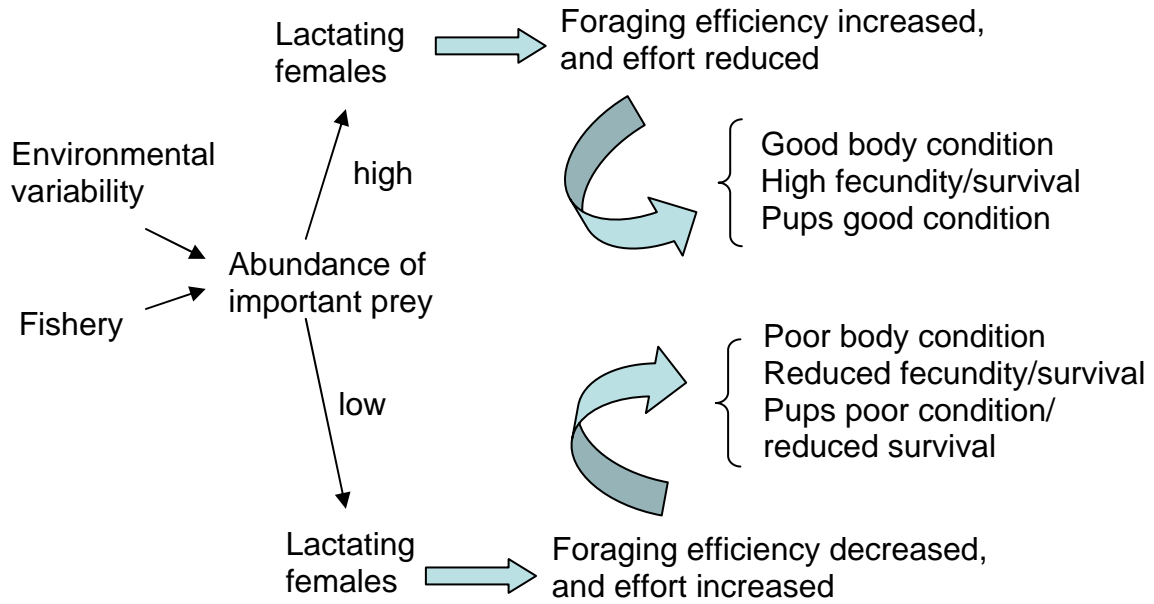 Lactating
females
Foraging efficiency increased,
and effort reduced
Environmental
variability
high
Good body condition
High fecundity/survival
Pups good condition
Abundance of
important prey
Fishery
low
Poor body condition
Reduced fecundity/survival
Pups poor condition/
reduced survival
Lactating
females
Foraging efficiency decreased,
and effort increased